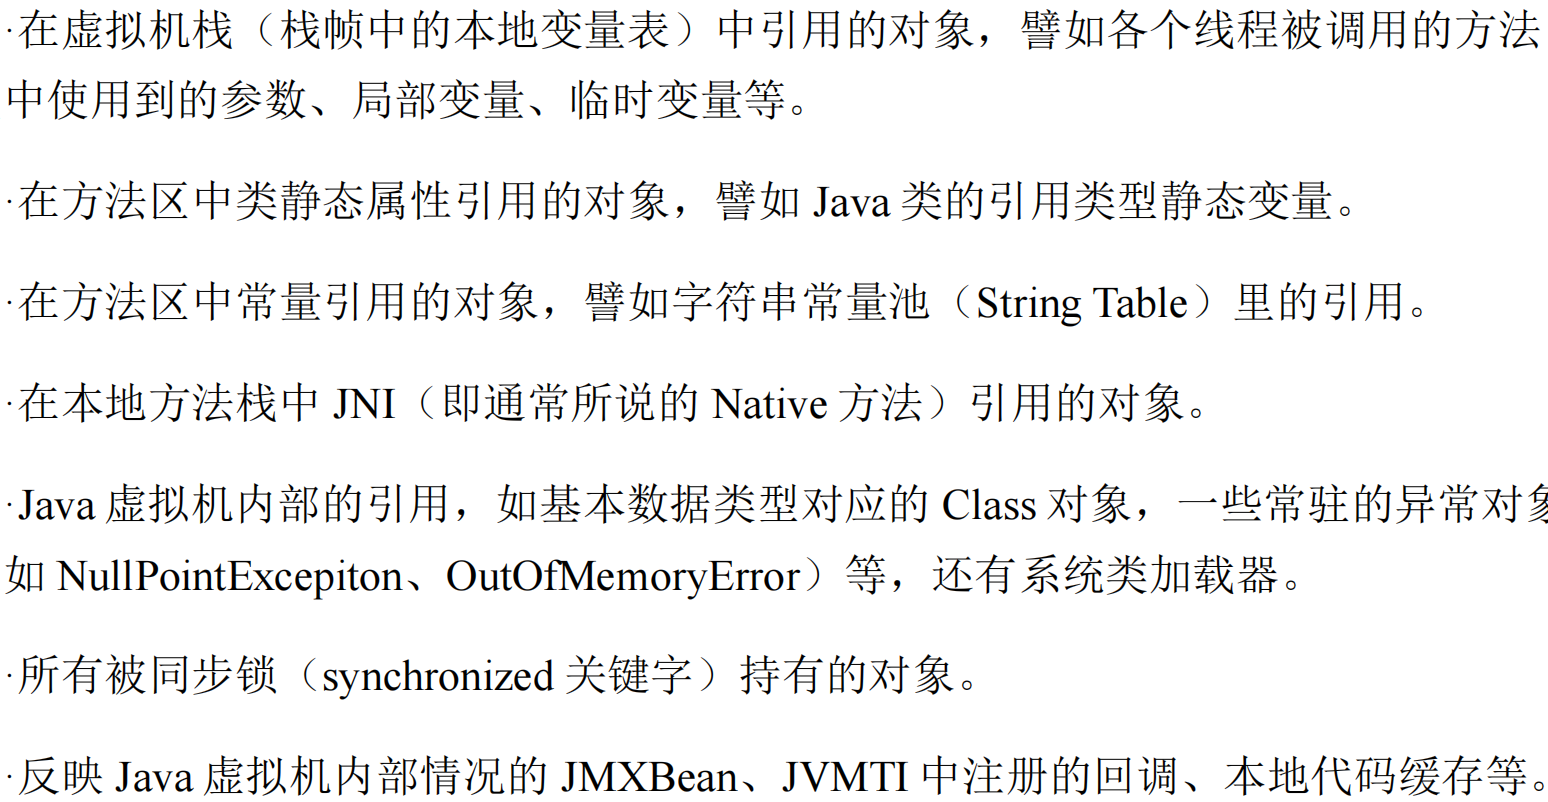 ·在虚拟机栈（栈帧中的本地变量表）中引用的对象，譬如各个线程被调用的方法
中使用到的参数、局部变量、临时变量等。
·在方法区中类静态属性引用的对象，譬如 Java 类的引用类型静态变量。
·在方法区中常量引用的对象，譬如字符串常量池（String Table）里的引用。
·在本地方法栈中 JNI（即通常所说的 Native 方法）引用的对象。
·Java 虚拟机内部的引用，如基本数据类型对应的 Class 对象，一些常驻的异常对象
如 NullPointExcepiton、OutOfMemoryError）等，还有系统类加载器。
·所有被同步锁（synchronized 关键字）持有的对象。
·反映 Java 虚拟机内部情况的 JMXBean、JVMTI 中注册的回调、本地代码缓存等。